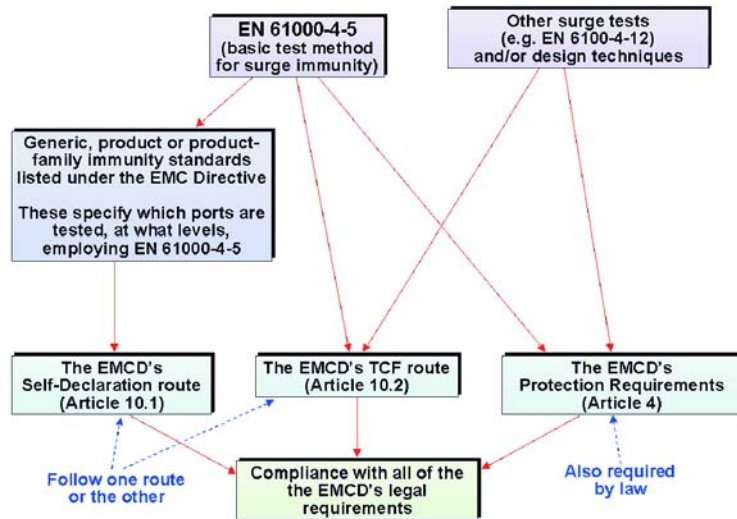 EN 61000-4-5
(basic test method
for surge immunity)
Other surge tests
(e.g. EN 6100-4-12)
and/or design techniques
Generic, product or product-
family immunity standards
listed under the EMC Directive
These specify which ports are
tested, at what levels,
employing EN 61000-4-5
The EMCD's
Self-Declaration route
(Article 10.1)
The EMCD's TCF route
(Article 10.2)
The EMCD's
Protection Requirements
(Article 4)
Follow one route
or the other
Compliance with all of the
the EMCD's legal
requirements
Also required
by law